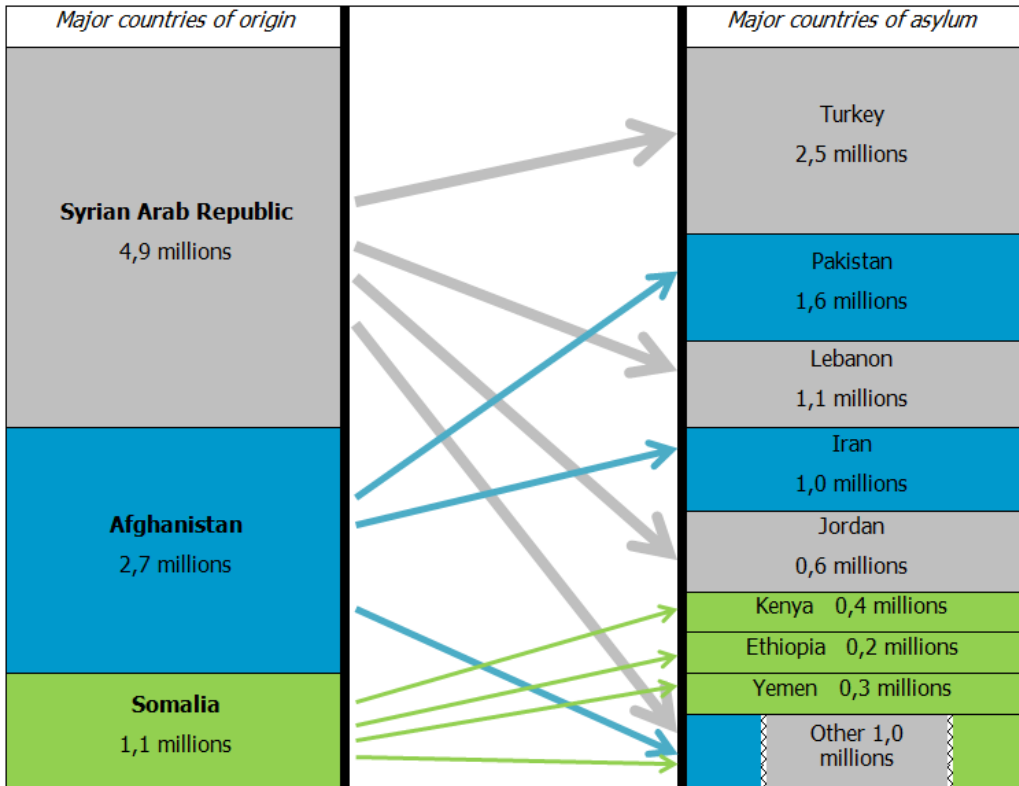 Major countries of origin
Major countries of asylum
Syrian Arab Republic
4,9 millions
Afghanistan
2,7 millions
Somalia
1,1 millions
Turkey
2,5 millions
Pakistan
1,6 millions
Lebanon
1,1 millions
Iran
1,0 millions
Jordan
0,6 millions
Kenya 0,4 millions
Ethiopia 0,2 millions
Yemen 0,3 millions
Other 1,0
millions